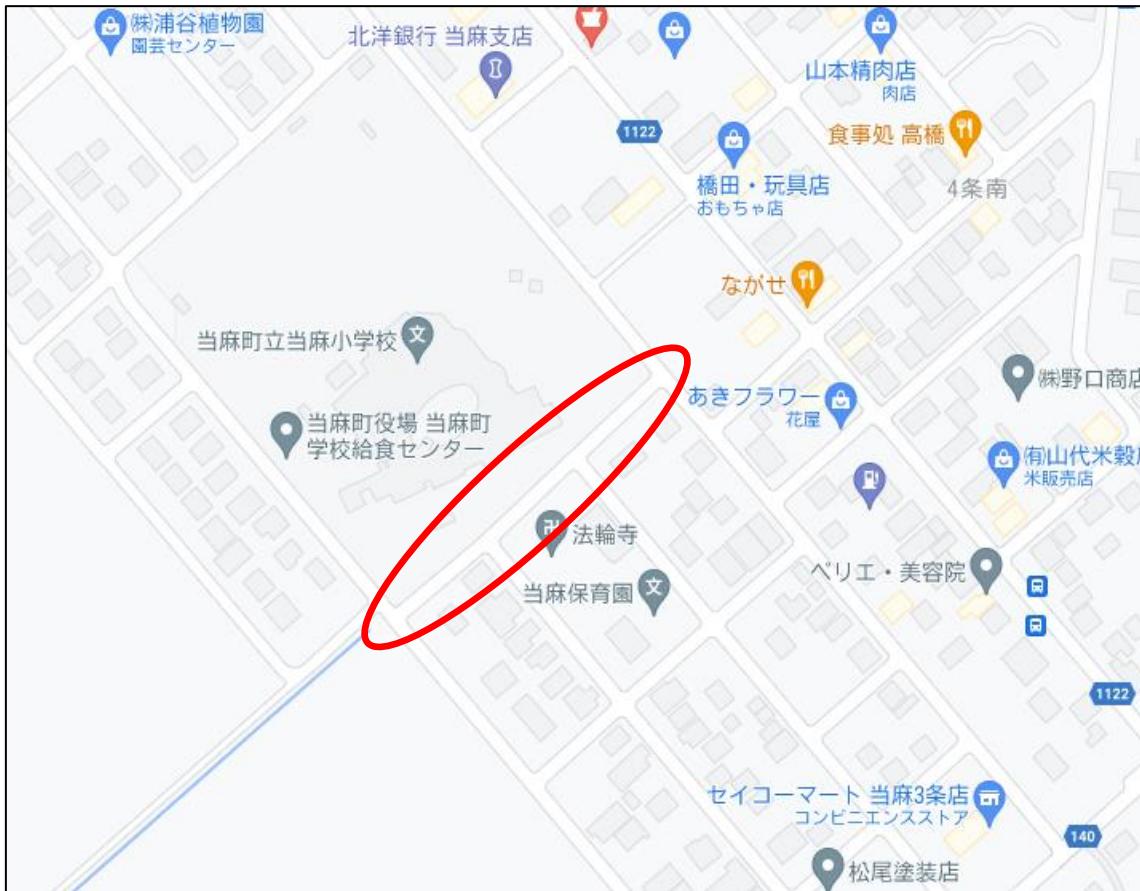 ㈱浦谷植物園
園芸センター
北洋銀行 当麻支店
山本精肉店
肉店
1122
食事処 高橋
橋田・玩具店
おもちゃ店
4条南
ながせ
当麻町立当麻小学校
文
㈱野口商店
あきフラワー
花屋
当麻町役場 当麻町
学校給食センター
㈲山代米穀
米販売店
卍
法輪寺
ベリエ・美容院
当麻保育園
文
1122
セイコーマート 当麻3条店
コンビニエンスストア
140
松尾塗装店